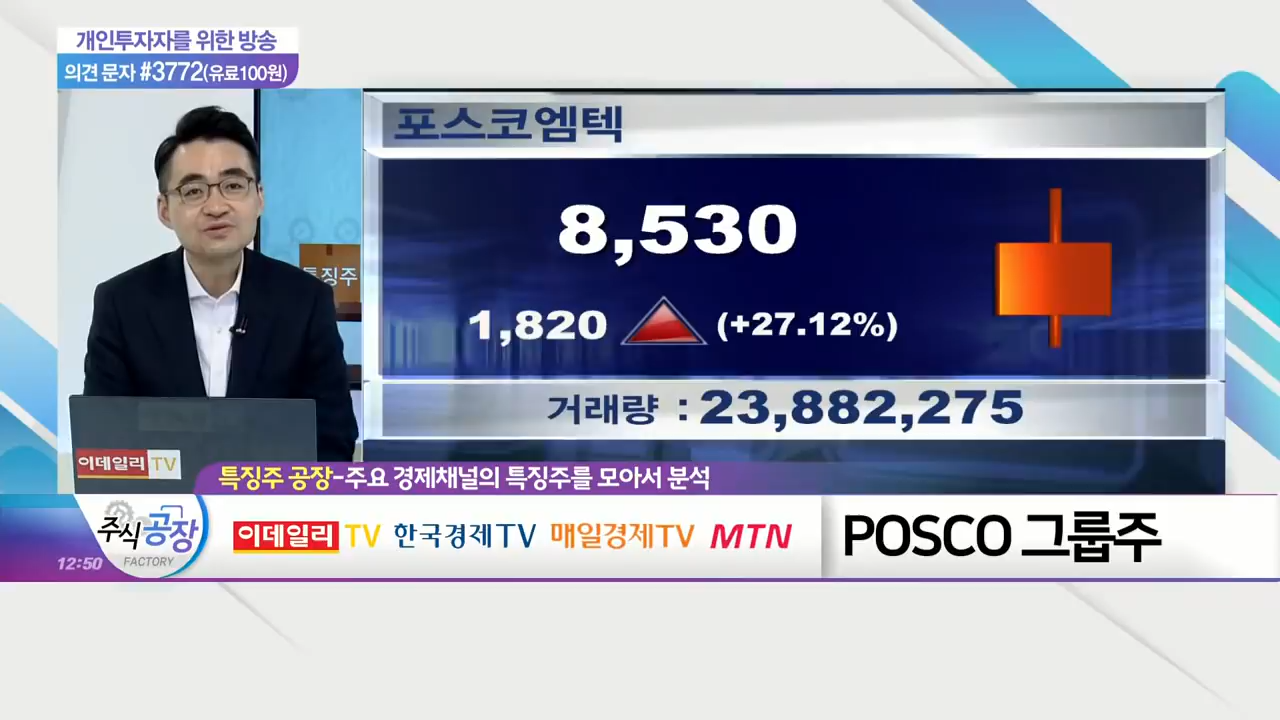 개인투자자를 위한 방송
의견 문자 #3772(유료100원)
포스코엠텍
8,530
1,820 ▲ (+27.12%)
거래량 : 23,882,275
특징주
이데일리 TV
특징주 공장-주요 경제채널의 특징주를 모아서 분석
주식공장
FACTORY
12:50
이데일리 TV 한국경제TV 매일경제TV MTN
POSCO 그룹주